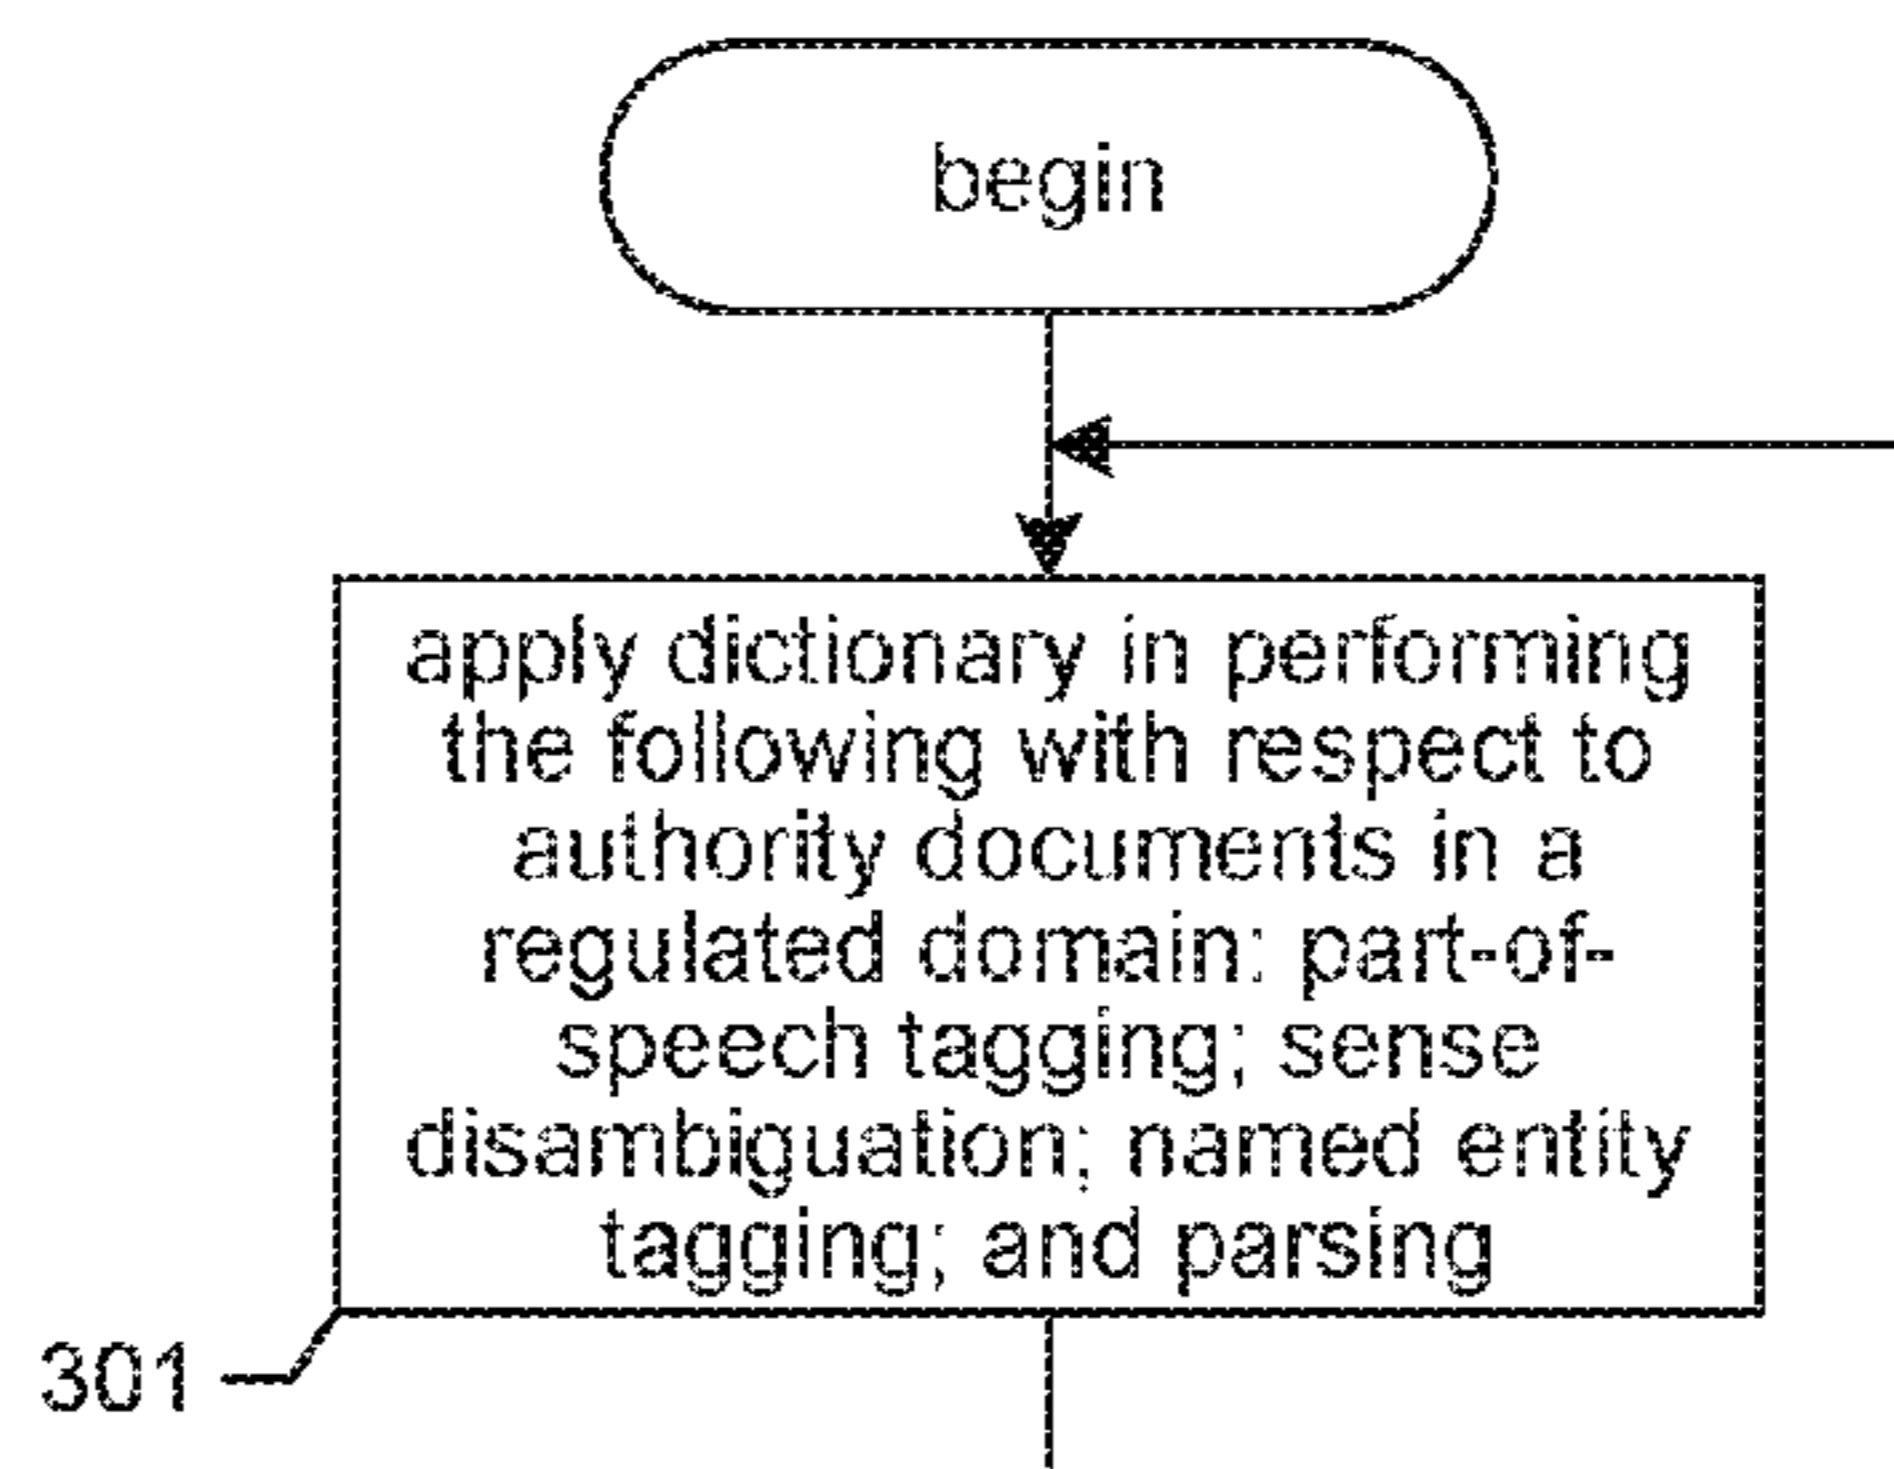 begin
apply dictionary in performing
the following with respect to
authority documents in a
regulated domain: part-of-
speech tagging; sense
disambiguation; named entity
tagging; and parsing
301